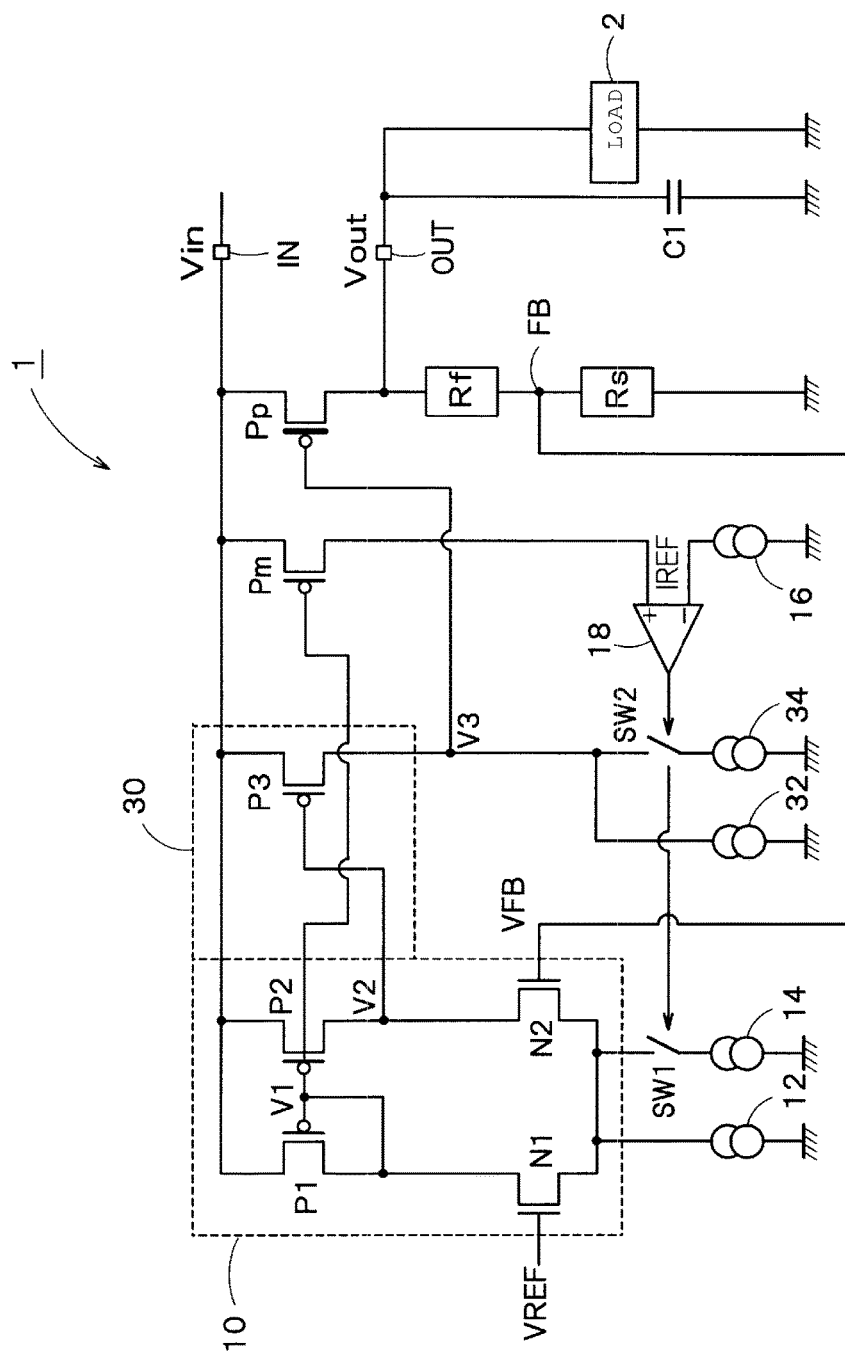 1
Vin
IN
Vout
OUT
30
10
P1
V1
P2
V2
P3
V3
Pm
Pp
Rf
FB
Rs
C1
LOAD
2
VREF
N1
N2
VFB
SW1
SW2
18
+
−
IREF
12
14
32
34
16